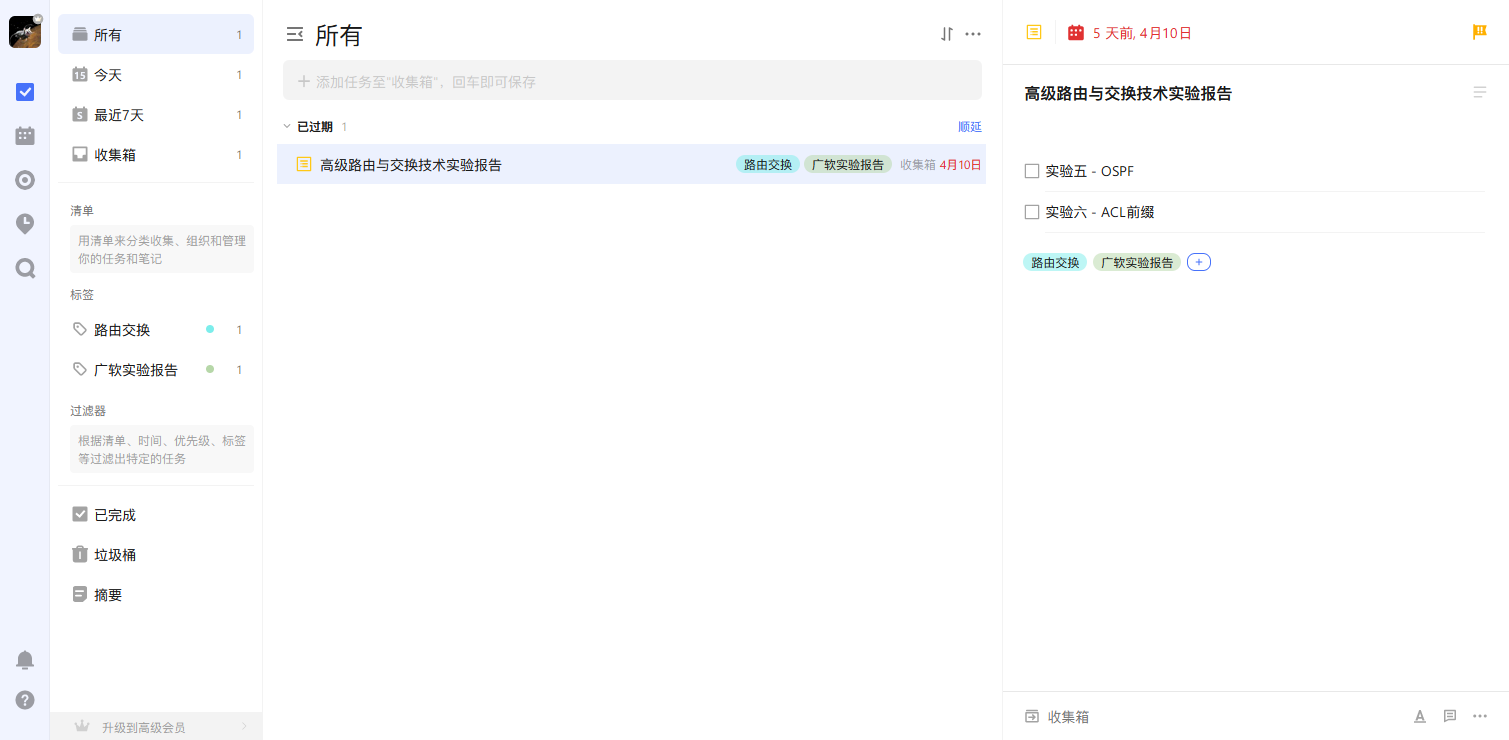 所有
1
15
今天
1
S
最近7天
1
收集箱
1
清单
用清单来分类收集、组织和管理
你的任务和笔记
标签
路由交换
1
广软实验报告
1
过滤器
根据清单、时间、优先级、标签
等过滤出特定的任务
已完成
垃圾桶
摘要
升级到高级会员
所有
添加任务至"收集箱"，回车即可保存
已过期 1
顺延
高级路由与交换技术实验报告
路由交换 广软实验报告 收集箱 4月10日
5 天前, 4月10日
高级路由与交换技术实验报告
实验五 - OSPF
实验六 - ACL前缀
路由交换 广软实验报告 +
收集箱
A